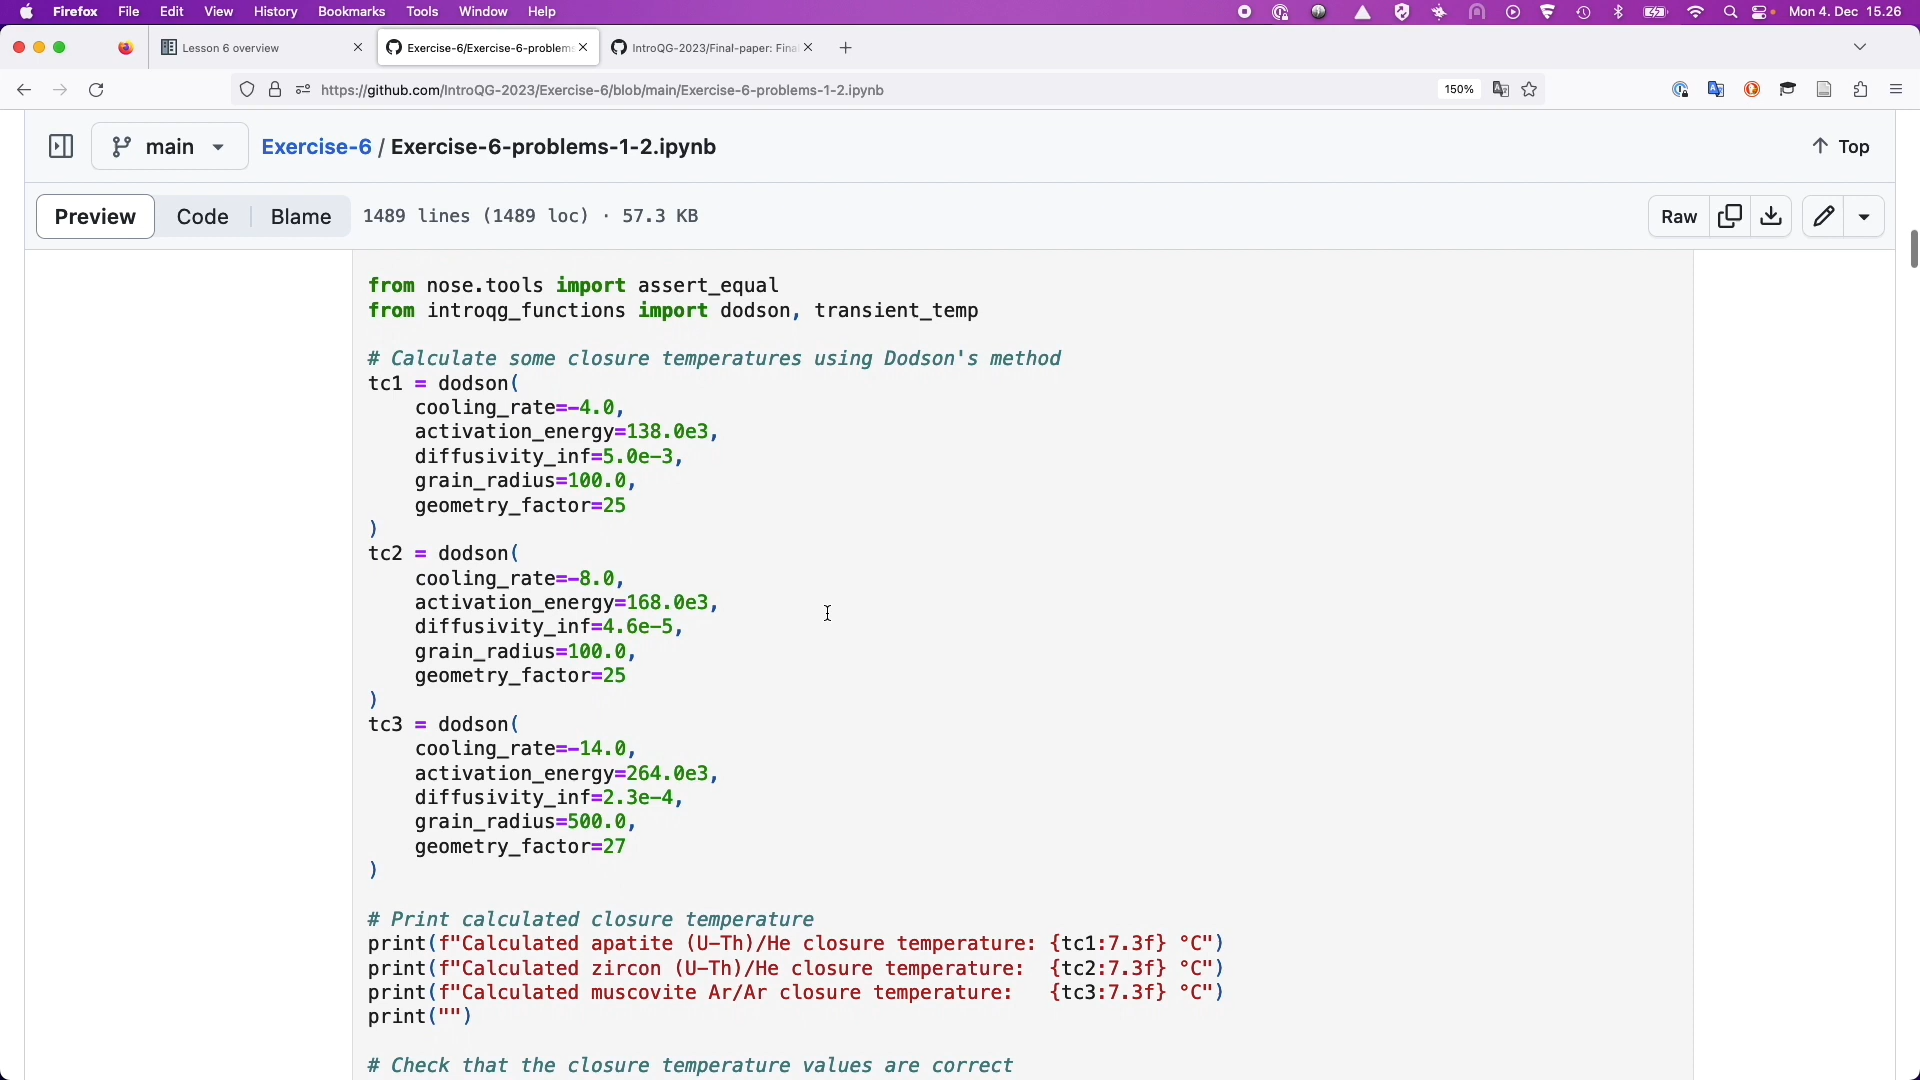 Firefox File Edit View History Bookmarks Tools Window Help Mon 4. Dec 15.26
Lesson 6 overview Exercise-6/Exercise-6-problem IntroQG-2023/Final-paper: Fina
https://github.com/IntroQG-2023/Exercise-6/blob/main/Exercise-6-problems-1-2.ipynb 150%
main Exercise-6 / Exercise-6-problems-1-2.ipynb Top
Preview Code Blame 1489 lines (1489 loc) · 57.3 KB Raw
from nose.tools import assert_equal
from introqg_functions import dodson, transient_temp
# Calculate some closure temperatures using Dodson's method
tc1 = dodson(
cooling_rate=-4.0,
activation_energy=138.0e3,
diffusivity_inf=5.0e-3,
grain_radius=100.0,
geometry_factor=25
)
tc2 = dodson(
cooling_rate=-8.0,
activation_energy=168.0e3,
diffusivity_inf=4.6e-5,
grain_radius=100.0,
geometry_factor=25
)
tc3 = dodson(
cooling_rate=-14.0,
activation_energy=264.0e3,
diffusivity_inf=2.3e-4,
grain_radius=500.0,
geometry_factor=27
)
# Print calculated closure temperature
print(f"Calculated apatite (U-Th)/He closure temperature: {tc1:7.3f} °C")
print(f"Calculated zircon (U-Th)/He closure temperature:  {tc2:7.3f} °C")
print(f"Calculated muscovite Ar/Ar closure temperature:   {tc3:7.3f} °C")
print("")
# Check that the closure temperature values are correct